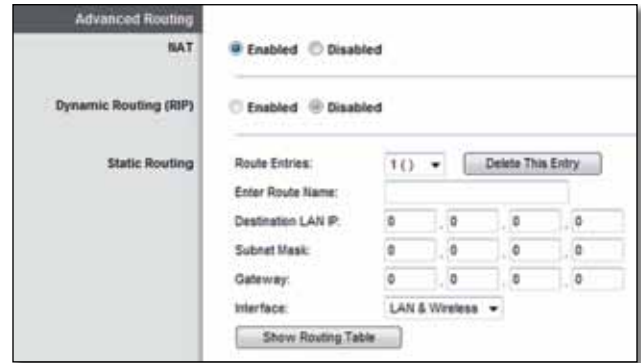 Advanced Routing
NAT
Enabled Disabled
Dynamic Routing (RIP)
Enabled Disabled
Static Routing
Route Entries: 1 ( ) Delete This Entry
Enter Route Name:
Destination LAN IP: 0 . 0 . 0 . 0
Subnet Mask: 0 . 0 . 0 . 0
Gateway: 0 . 0 . 0 . 0
Interface: LAN & Wireless
Show Routing Table